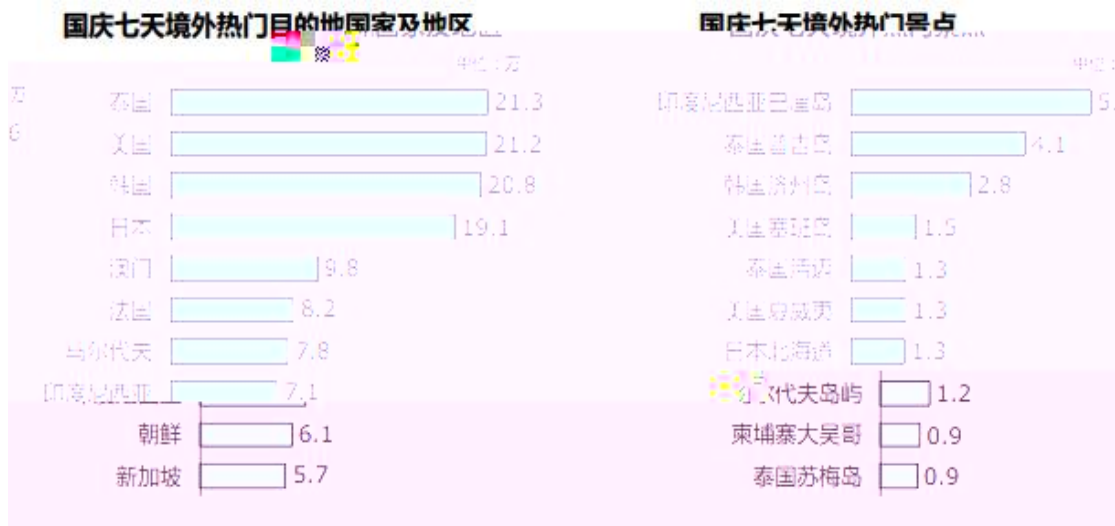 国庆七天境外热门目的地国家及地区
单位：万
泰国 21.3
美国 21.2
韩国 20.8
日本 19.1
澳门 9.8
法国 8.2
马尔代夫 7.8
印度尼西亚 7.1
朝鲜 6.1
新加坡 5.7
国庆七天境外热门景点
印度尼西亚巴厘岛 5.
泰国普吉岛 4.1
韩国济州岛 2.8
美国塞班岛 1.5
泰国清迈 1.3
美国夏威夷 1.3
日本北海道 1.3
尔代夫岛屿 1.2
柬埔寨大吴哥 0.9
泰国苏梅岛 0.9